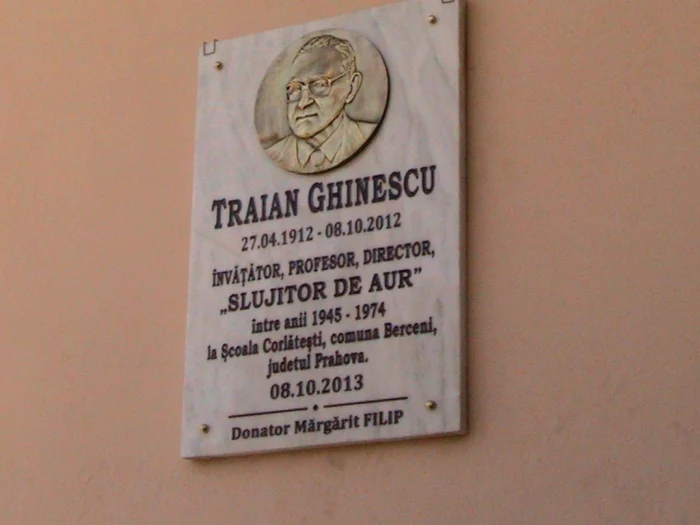 TRAIAN GHINESCU
27.04.1912 - 08.10.2012
ÎNVĂȚĂTOR, PROFESOR, DIRECTOR,
„SLUJITOR DE AUR”
între anii 1945 - 1974
la Școala Corlătești, comuna Berceni,
judetul Prahova.
08.10.2013
Donator Mărgărit FILIP